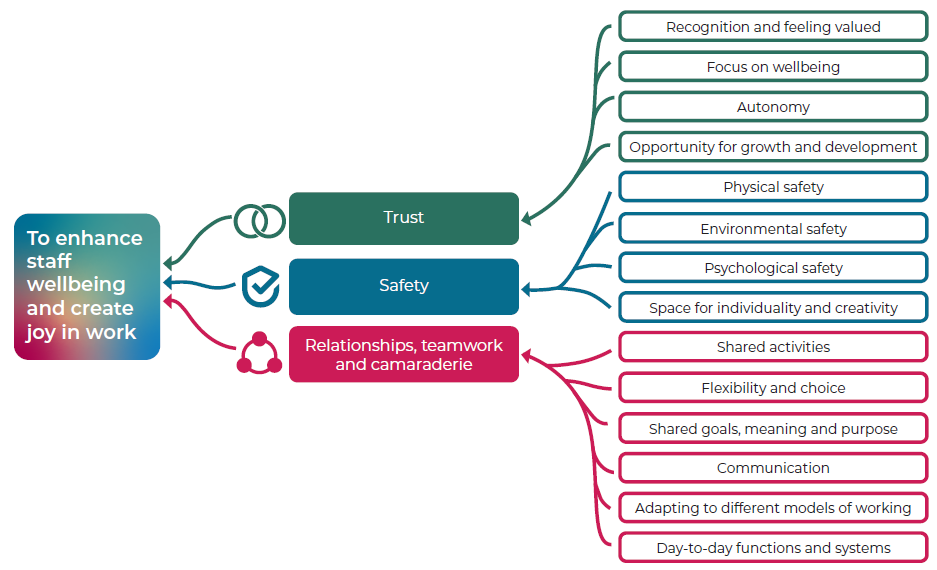 To enhance
staff
wellbeing
and create
joy in work
Trust
Safety
Relationships, teamwork
and camaraderie
Recognition and feeling valued
Focus on wellbeing
Autonomy
Opportunity for growth and development
Physical safety
Environmental safety
Psychological safety
Space for individuality and creativity
Shared activities
Flexibility and choice
Shared goals, meaning and purpose
Communication
Adapting to different models of working
Day-to-day functions and systems